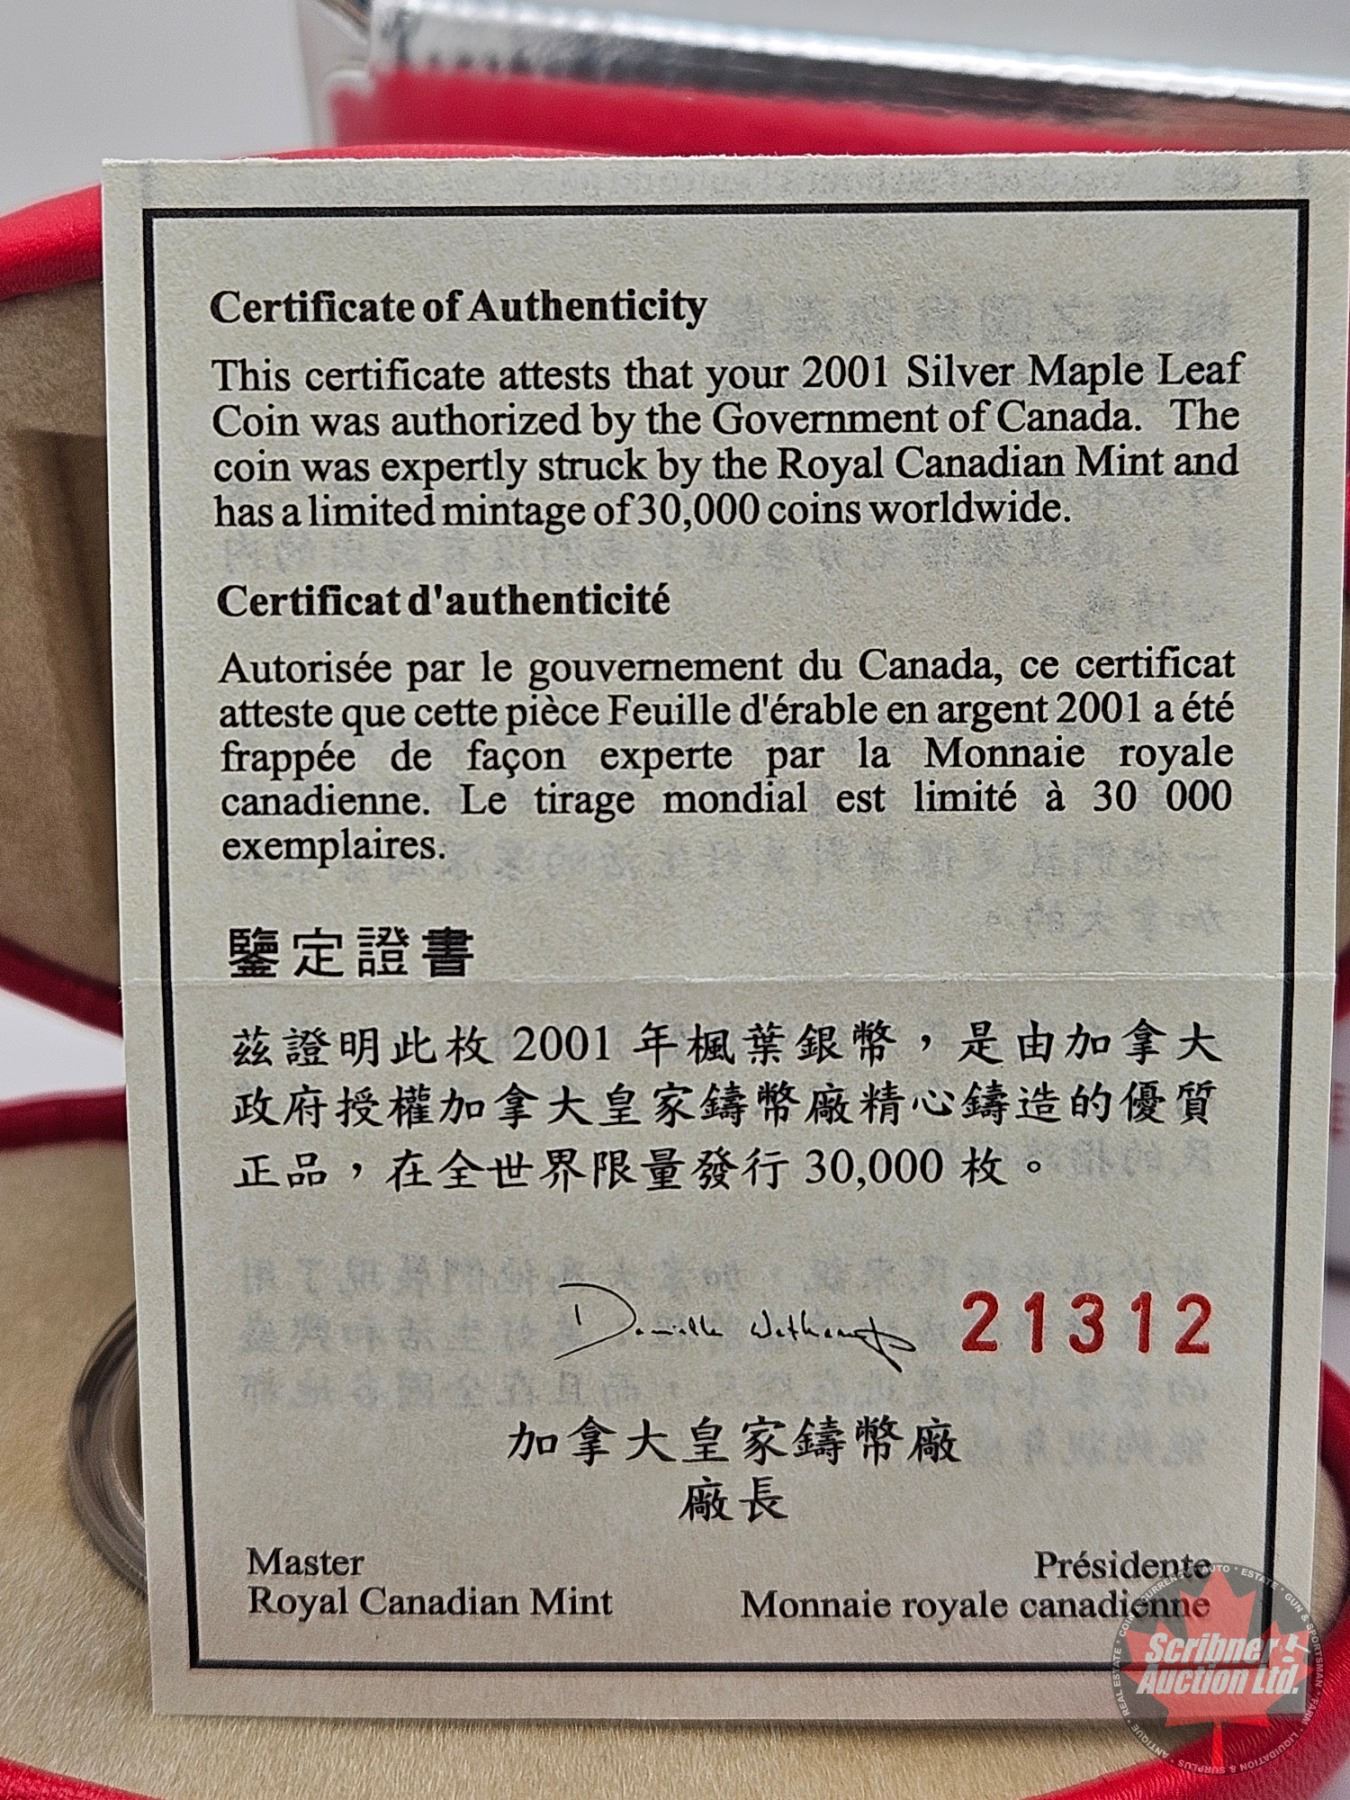 Certificate of Authenticity
This certificate attests that your 2001 Silver Maple Leaf
Coin was authorized by the Government of Canada. The
coin was expertly struck by the Royal Canadian Mint and
has a limited mintage of 30,000 coins worldwide.
Certificat d'authenticité
Autorisée par le gouvernement du Canada, ce certificat
atteste que cette pièce Feuille d'érable en argent 2001 a été
frappée de façon experte par la Monnaie royale
canadienne. Le tirage mondial est limité à 30 000
exemplaires.
鑒定證書
茲證明此枚 2001 年楓葉銀幣，是由加拿大
政府授權加拿大皇家鑄幣廠精心鑄造的優質
正品，在全世界限量發行 30,000 枚。
21312
加拿大皇家鑄幣廠
廠長
Master
Royal Canadian Mint
Présidente
Monnaie royale canadienne
Scribner
Auction Ltd.